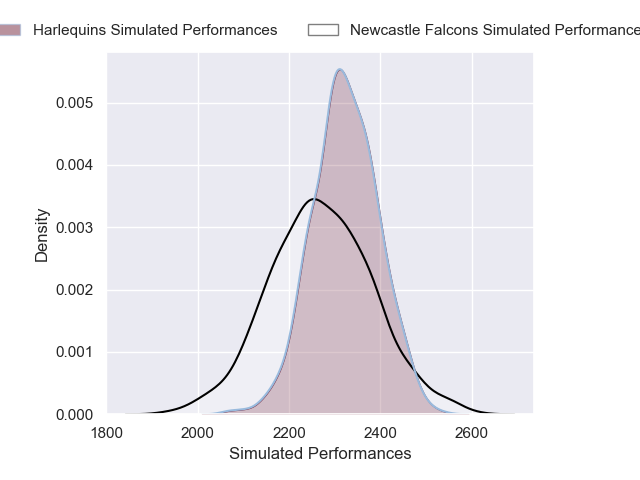 Harlequins Simulated Performances
Newcastle Falcons Simulated Performance
0.005
0.004
0.003
0.002
0.001
0.000
Density
1800 2000 2200 2400 2600
Simulated Performances